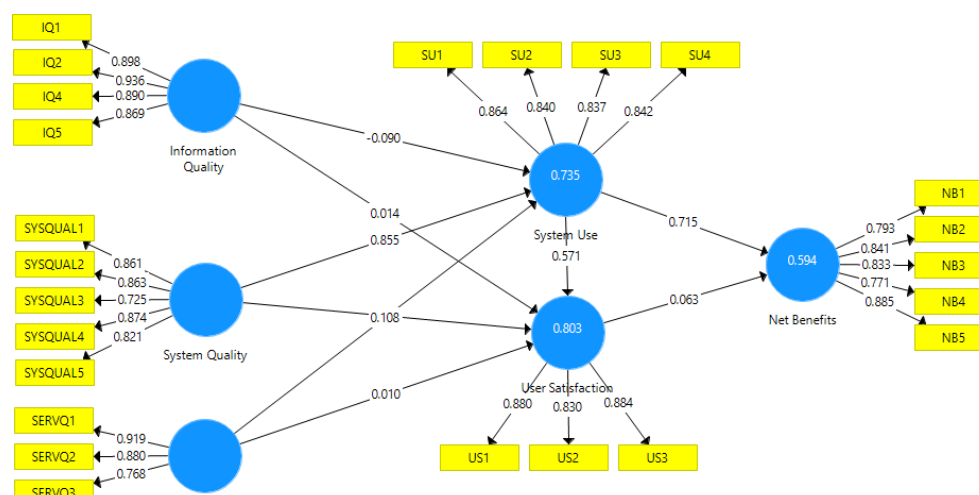 IQ1
IQ2
IQ4
IQ5
0.898
0.936
0.890
0.869
Information
Quality
SYSQUAL1
SYSQUAL2
SYSQUAL3
SYSQUAL4
SYSQUAL5
0.861
0.863
0.725
0.874
0.821
System Quality
SERVQ1
SERVQ2
SERVQ3
0.919
0.880
0.768
-0.090
0.014
0.855
0.108
0.010
SU1
SU2
SU3
SU4
0.864
0.840
0.837
0.842
0.735
System Use
0.571
0.803
User Satisfaction
0.880
0.830
0.884
US1
US2
US3
0.715
0.063
0.594
Net Benefits
0.793
0.841
0.833
0.771
0.885
NB1
NB2
NB3
NB4
NB5